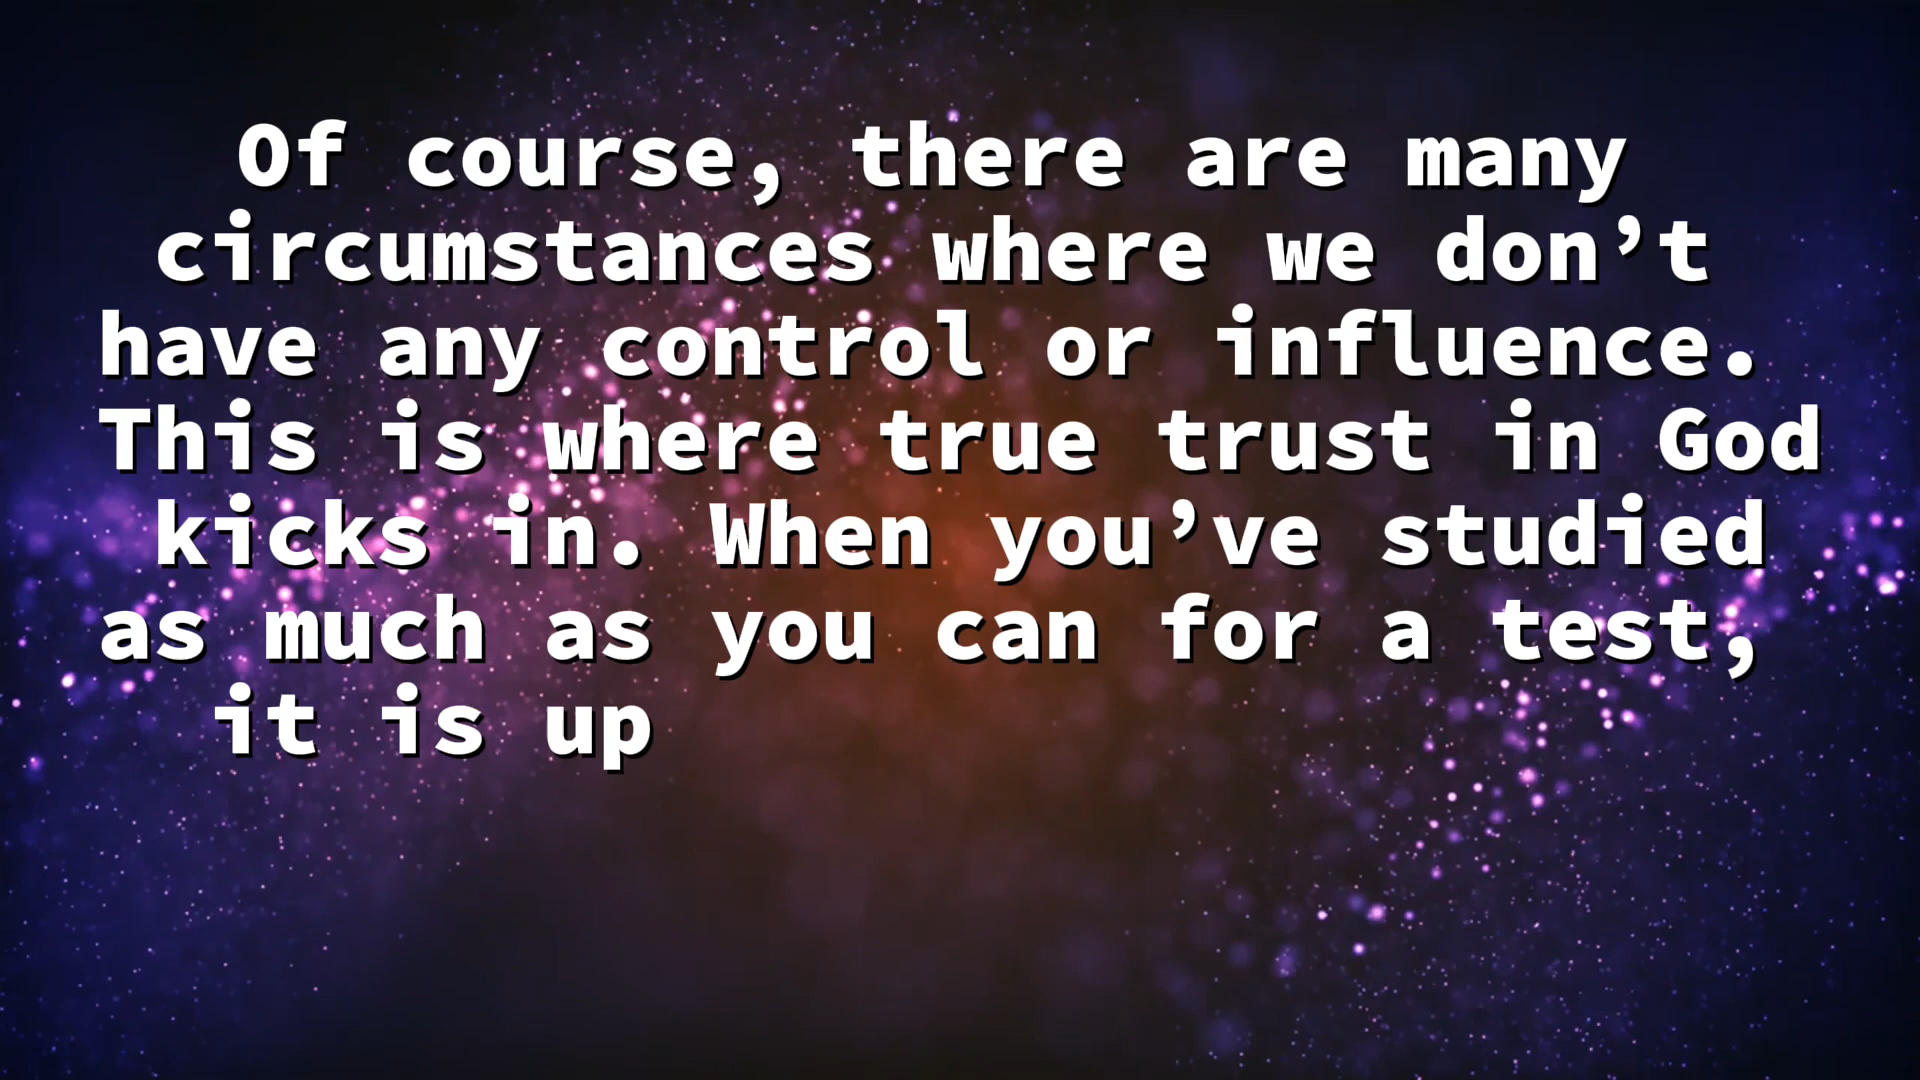 Of course, there are many
circumstances where we don’t
have any control or influence.
This is where true trust in God
kicks in. When you’ve studied
as much as you can for a test,
it is up